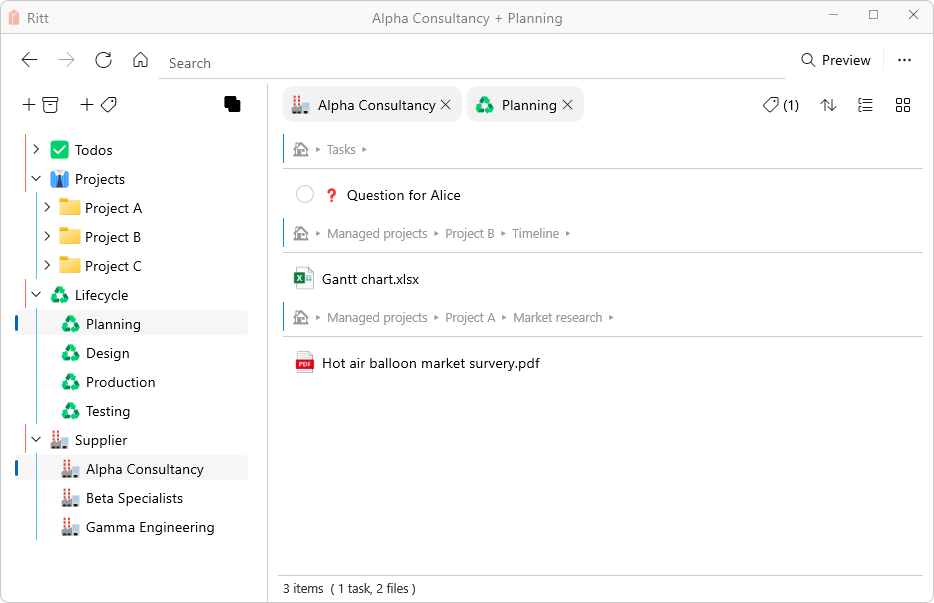 Ritt
Alpha Consultancy + Planning
Search
Preview
Alpha Consultancy
Planning
(1)
Todos
Projects
Project A
Project B
Project C
Lifecycle
Planning
Design
Production
Testing
Supplier
Alpha Consultancy
Beta Specialists
Gamma Engineering
Tasks
Question for Alice
Managed projects Project B Timeline
Gantt chart.xlsx
Managed projects Project A Market research
PDF
Hot air balloon market survery.pdf
3 items ( 1 task, 2 files )